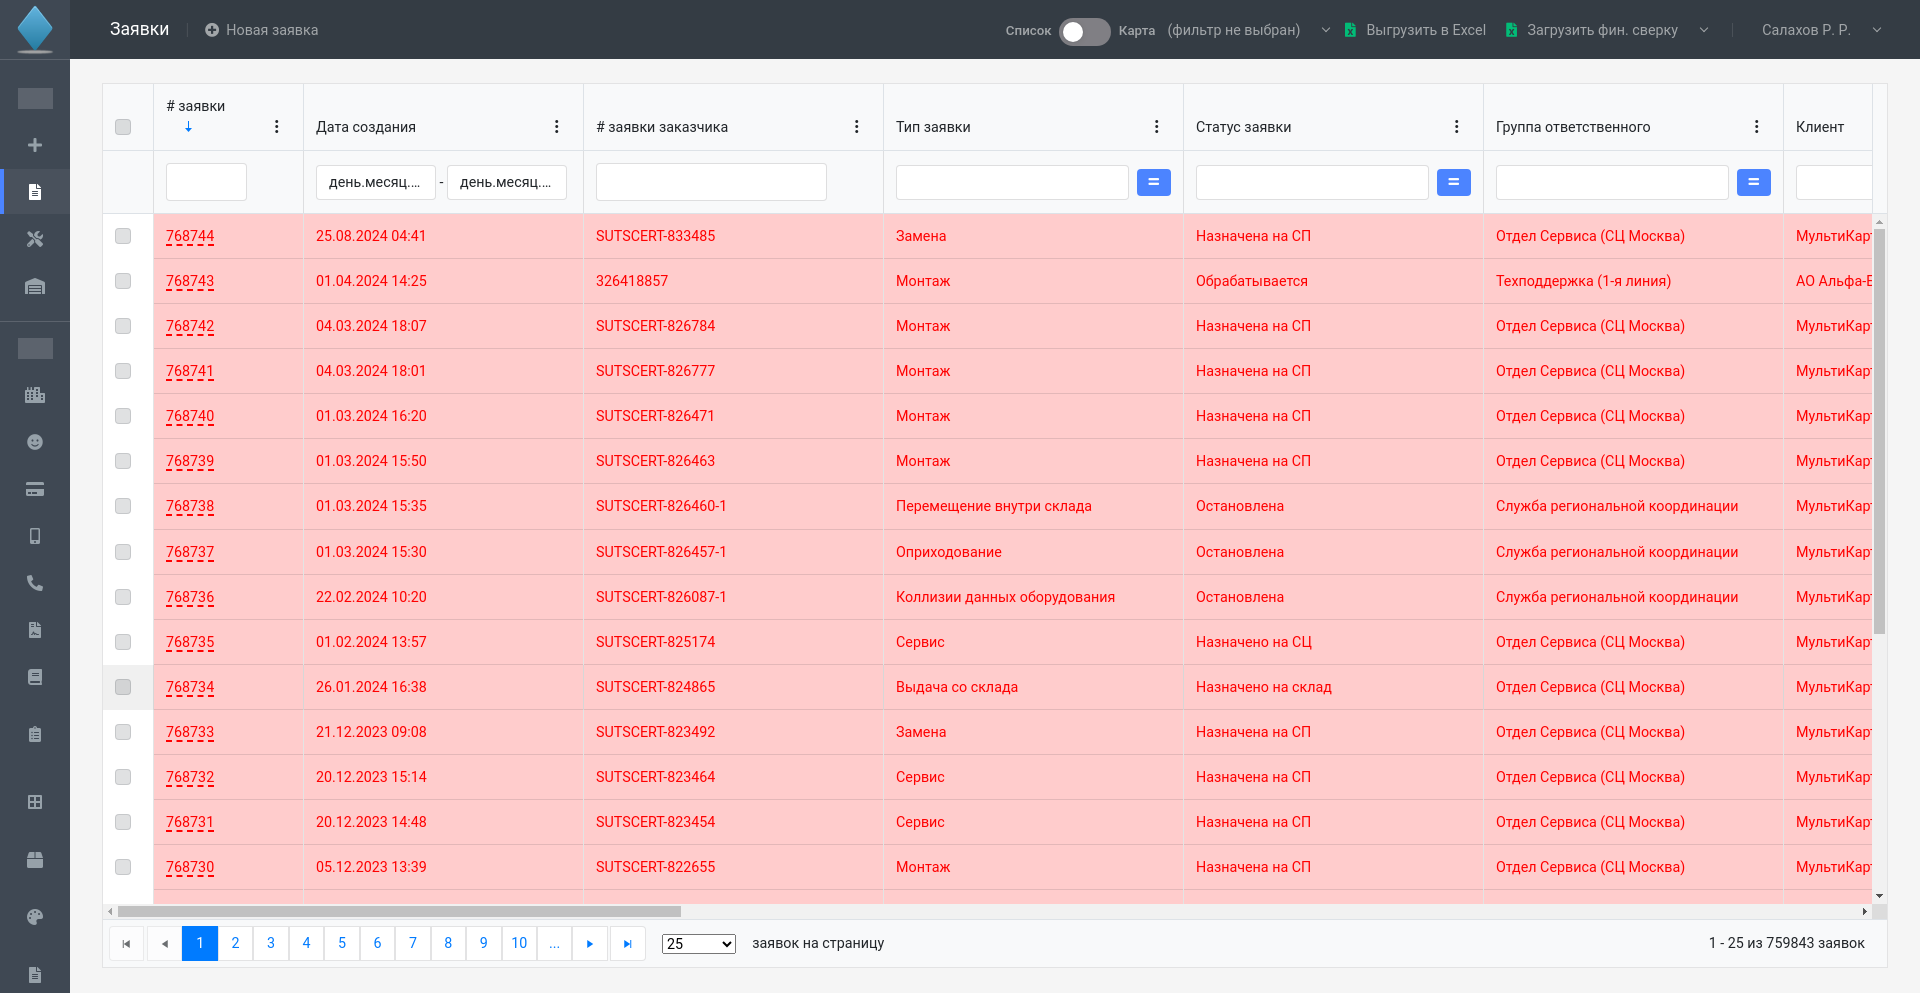 Заявки
Новая заявка
Список
Карта
(фильтр не выбран)
Выгрузить в Excel
Загрузить фин. сверку
Салахов Р. Р.
# заявки
Дата создания
# заявки заказчика
Тип заявки
Статус заявки
Группа ответственного
Клиент
день.месяц.... - день.месяц....
768744 25.08.2024 04:41 SUTSCERT-833485 Замена Назначена на СП Отдел Сервиса (СЦ Москва) МультиКар
768743 01.04.2024 14:25 326418857 Монтаж Обрабатывается Техподдержка (1-я линия) АО Альфа-
768742 04.03.2024 18:07 SUTSCERT-826784 Монтаж Назначена на СП Отдел Сервиса (СЦ Москва) МультиКар
768741 04.03.2024 18:01 SUTSCERT-826777 Монтаж Назначена на СП Отдел Сервиса (СЦ Москва) МультиКар
768740 01.03.2024 16:20 SUTSCERT-826471 Монтаж Назначена на СП Отдел Сервиса (СЦ Москва) МультиКар
768739 01.03.2024 15:50 SUTSCERT-826463 Монтаж Назначена на СП Отдел Сервиса (СЦ Москва) МультиКар
768738 01.03.2024 15:35 SUTSCERT-826460-1 Перемещение внутри склада Остановлена Служба региональной координации МультиКар
768737 01.03.2024 15:30 SUTSCERT-826457-1 Оприходование Остановлена Служба региональной координации МультиКар
768736 22.02.2024 10:20 SUTSCERT-826087-1 Коллизии данных оборудования Остановлена Служба региональной координации МультиКар
768735 01.02.2024 13:57 SUTSCERT-825174 Сервис Назначено на СЦ Отдел Сервиса (СЦ Москва) МультиКар
768734 26.01.2024 16:38 SUTSCERT-824865 Выдача со склада Назначено на склад Отдел Сервиса (СЦ Москва) МультиКар
768733 21.12.2023 09:08 SUTSCERT-823492 Замена Назначена на СП Отдел Сервиса (СЦ Москва) МультиКар
768732 20.12.2023 15:14 SUTSCERT-823464 Сервис Назначена на СП Отдел Сервиса (СЦ Москва) МультиКар
768731 20.12.2023 14:48 SUTSCERT-823454 Сервис Назначена на СП Отдел Сервиса (СЦ Москва) МультиКар
768730 05.12.2023 13:39 SUTSCERT-822655 Монтаж Назначена на СП Отдел Сервиса (СЦ Москва) МультиКар
1 2 3 4 5 6 7 8 9 10 ... 25 заявок на страницу 1 - 25 из 759843 заявок